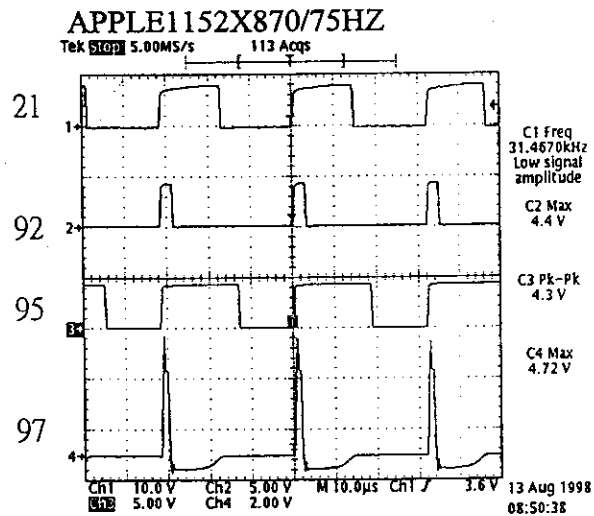 APPLE1152X870/75HZ
Tek Stop 5.00MS/s 113 Acqs
21
1→
C1 Freq
31.4670kHz
Low signal
amplitude
92
2→
C2 Max
4.4 V
95
3→
C3 Pk-Pk
4.3 V
97
4→
C4 Max
4.72 V
Ch1 10.0 V Ch2 5.00 V M 10.0µs Ch1 ƒ 3.6 V
Ch3 5.00 V Ch4 2.00 V
13 Aug 1998
08:50:38